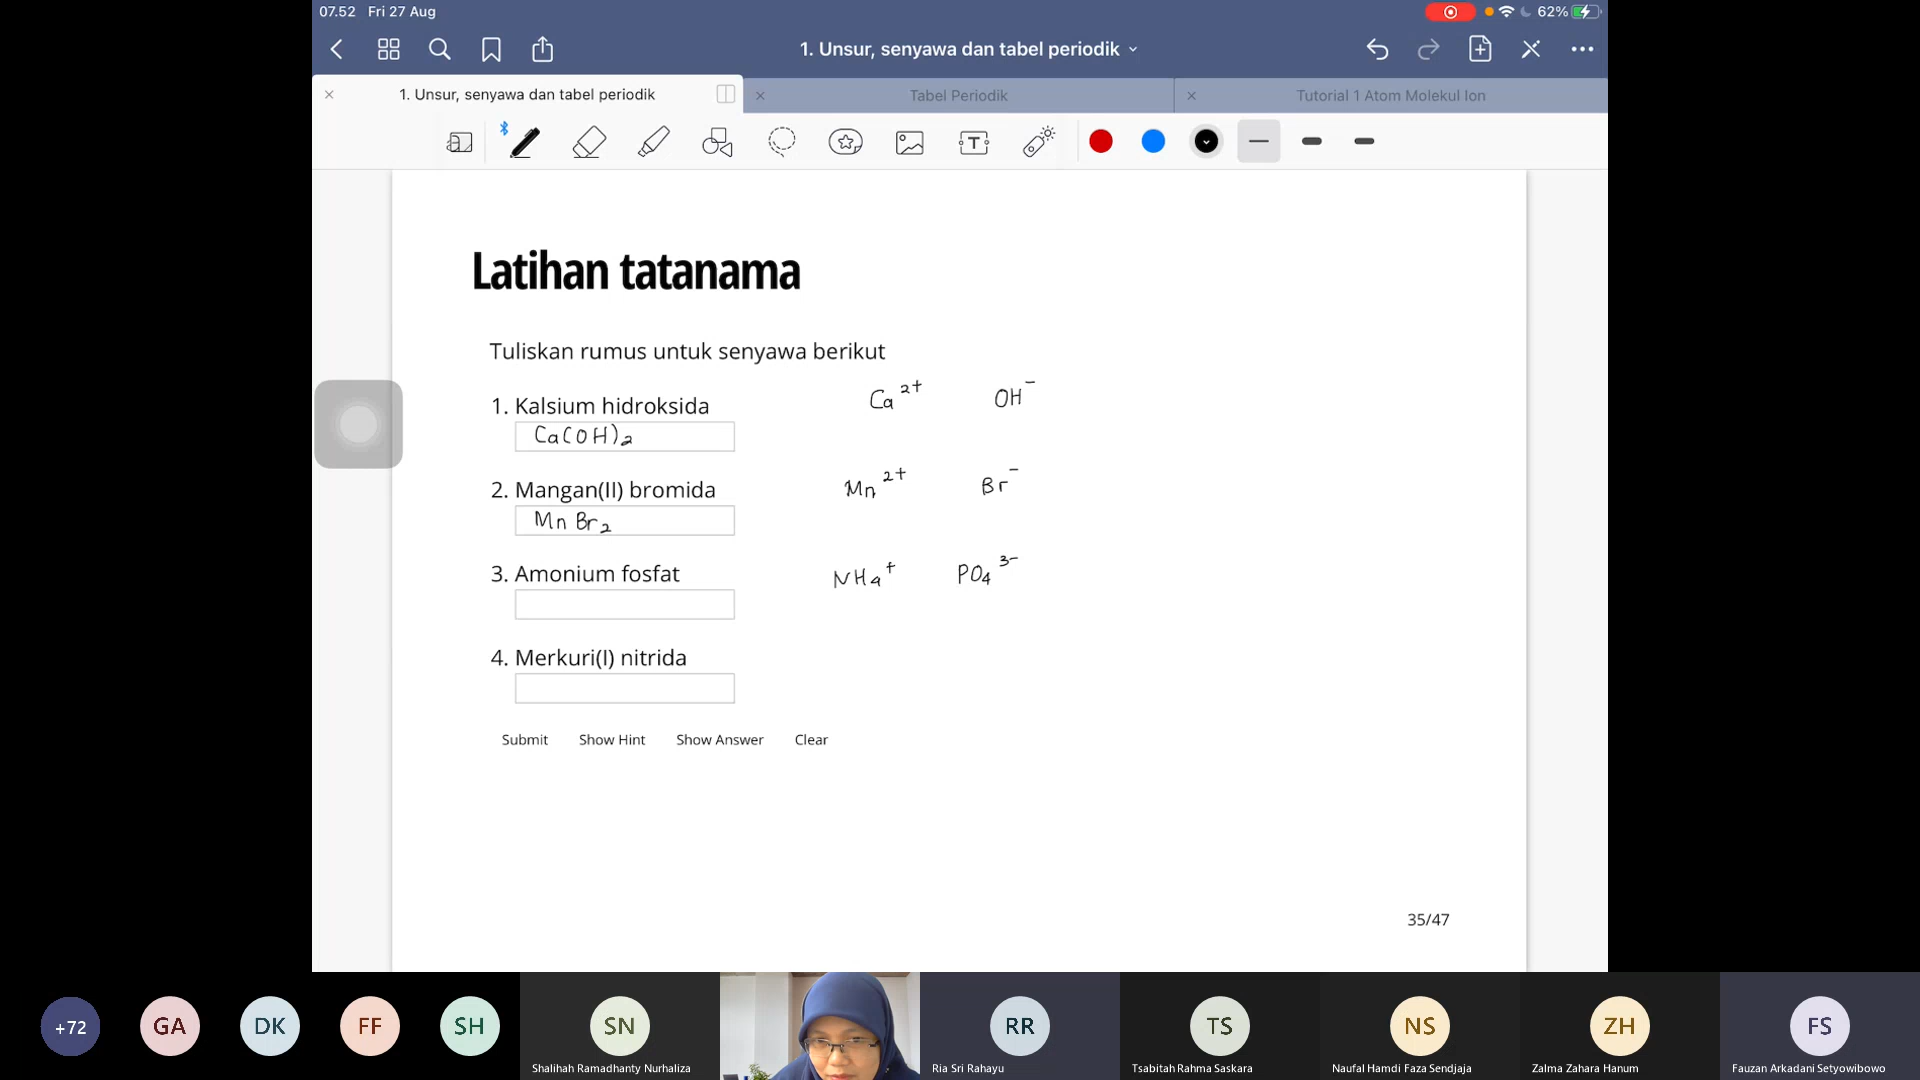 07.52 Fri 27 Aug
62%
1. Unsur, senyawa dan tabel periodik
1. Unsur, senyawa dan tabel periodik
Tabel Periodik
Tutorial 1 Atom Molekul Ion
Latihan tatanama
Tuliskan rumus untuk senyawa berikut
1. Kalsium hidroksida
Ca²⁺ OH⁻
Ca(OH)₂
2. Mangan(II) bromida
Mn²⁺ Br⁻
Mn Br₂
3. Amonium fosfat
NH₄⁺ PO₄³⁻
4. Merkuri(I) nitrida
Submit Show Hint Show Answer Clear
35/47
+72 GA DK FF SH SN RR TS NS ZH FS
Shalihah Ramadhanty Nurhaliza
Ria Sri Rahayu
Tsabitah Rahma Saskara
Naufal Hamdi Faza Sendjaja
Zalma Zahara Hanum
Fauzan Arkadani Setyowibowo